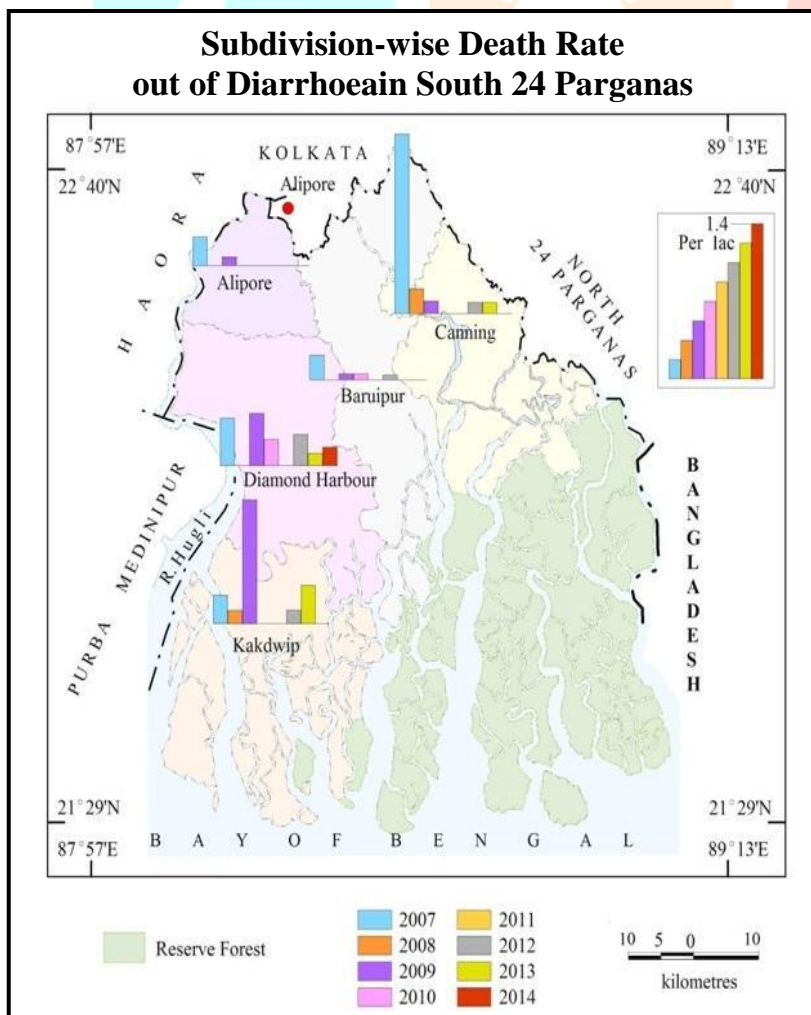 Subdivision-wise Death Rate
out of Diarrhoeain South 24 Parganas
87°57'E
89°13'E
22°40'N
22°40'N
KOLKATA
Alipore
HAORA
NORTH
24 PARGANAS
1.4
Per lac
Alipore
Canning
Baruipur
Diamond Harbour
Kakdwip
PURBA MEDINIPUR
R.Hugli
BANGLADESH
21°29'N
21°29'N
BAY OF BENGAL
87°57'E
89°13'E
Reserve Forest
2007
2008
2009
2010
2011
2012
2013
2014
10 5 0 10
kilometres